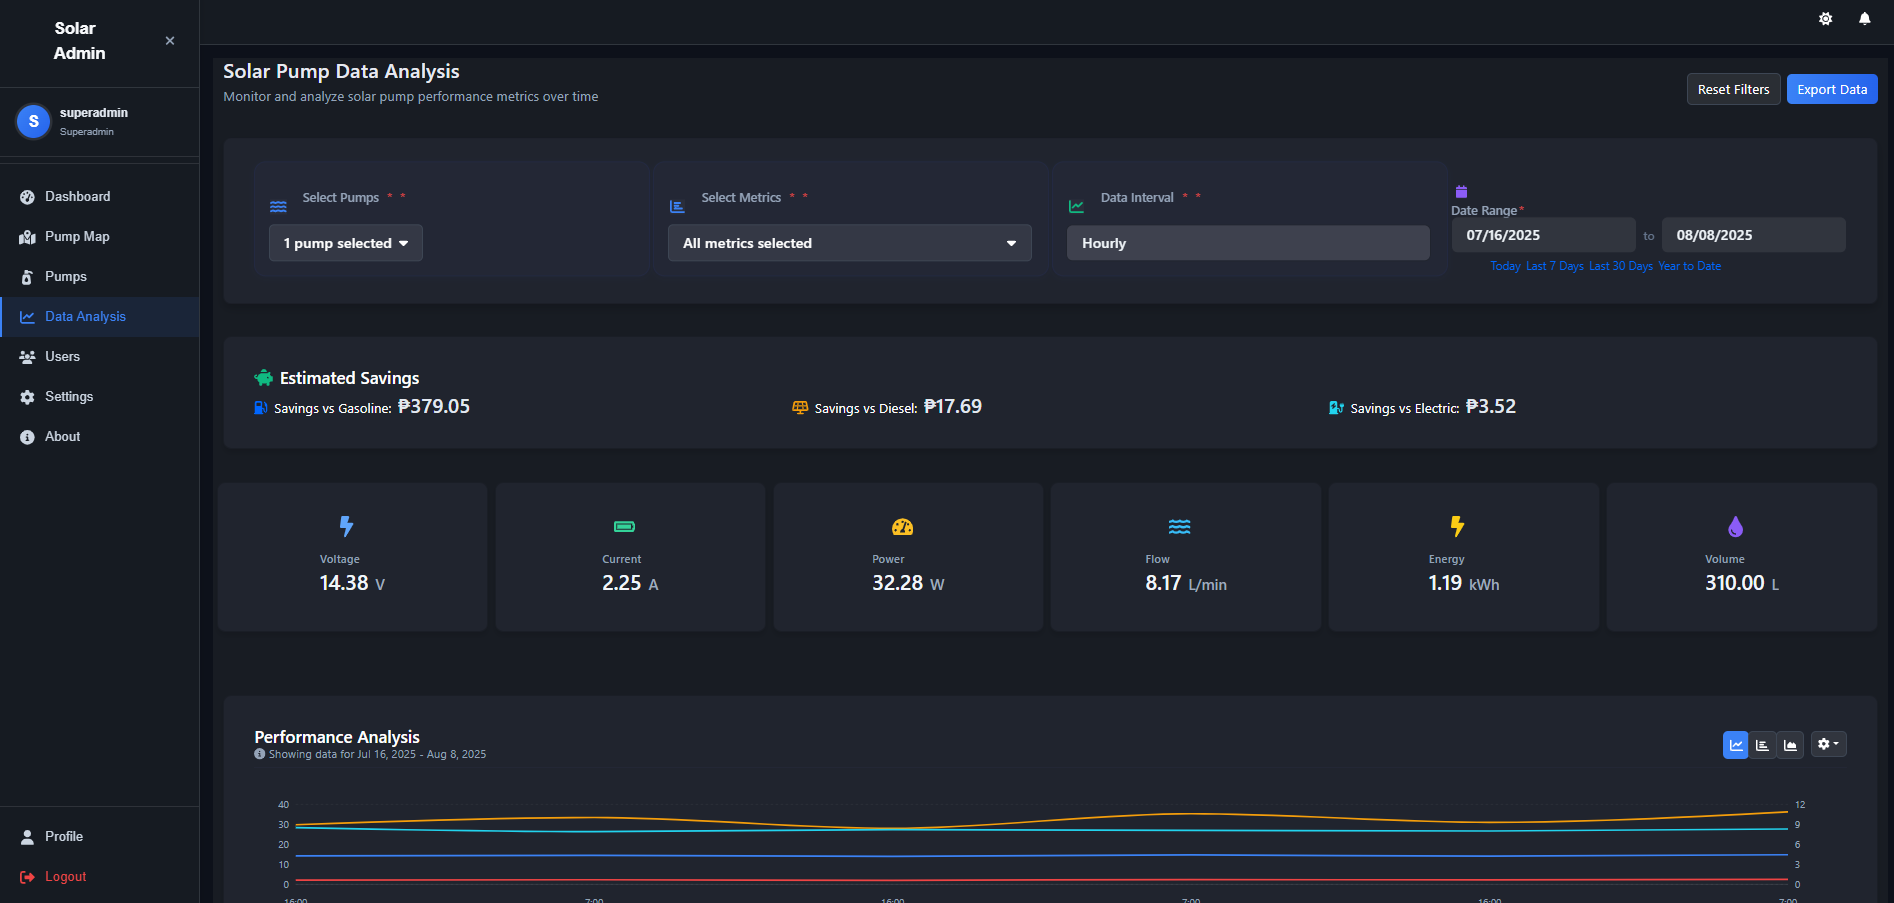 Solar
Admin
×
S
superadmin
Superadmin
Dashboard
Pump Map
Pumps
Data Analysis
Users
Settings
About
Profile
Logout
Solar Pump Data Analysis
Monitor and analyze solar pump performance metrics over time
Reset Filters
Export Data
Select Pumps * *
1 pump selected
Select Metrics * *
All metrics selected
Data Interval * *
Hourly
Date Range *
07/16/2025 to 08/08/2025
Today Last 7 Days Last 30 Days Year to Date
Estimated Savings
Savings vs Gasoline: ₱379.05
Savings vs Diesel: ₱17.69
Savings vs Electric: ₱3.52
Voltage
14.38 V
Current
2.25 A
Power
32.28 W
Flow
8.17 L/min
Energy
1.19 kWh
Volume
310.00 L
Performance Analysis
Showing data for Jul 16, 2025 - Aug 8, 2025
40 12
30 9
20 6
10 3
0 0
16:00 7:00 16:00 7:00 16:00 7:00